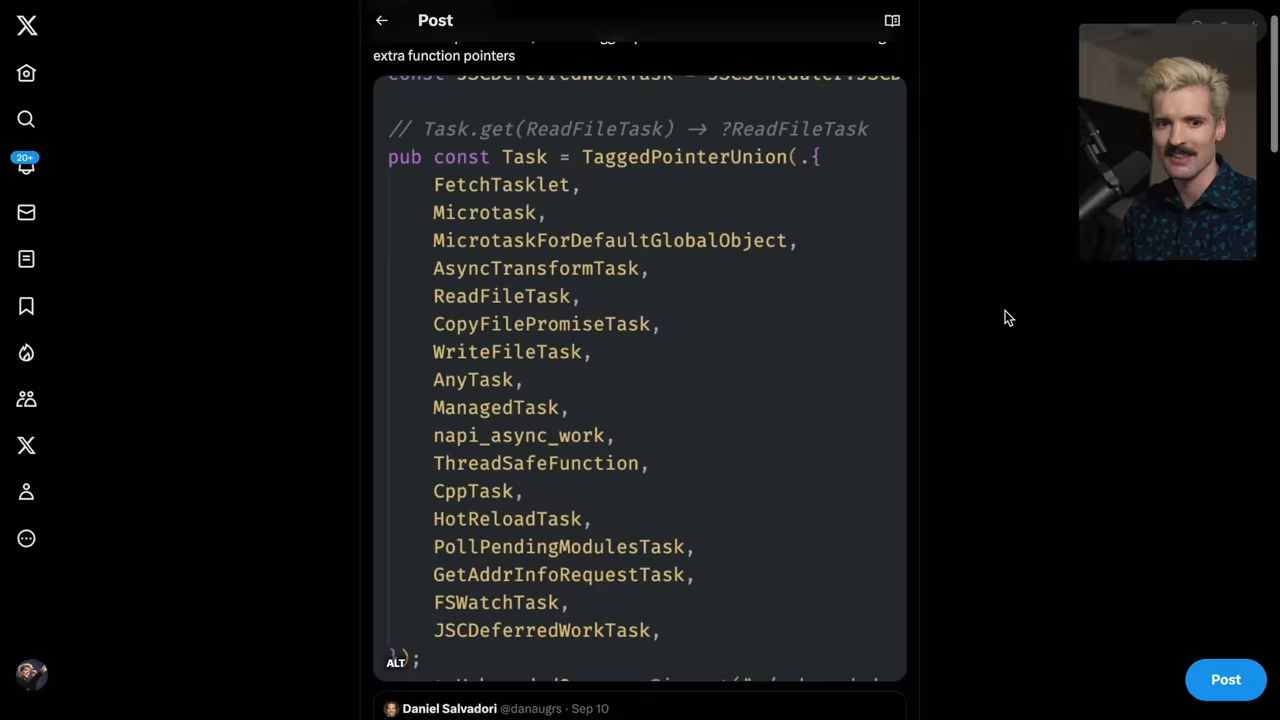 Post
extra function pointers
// Task.get(ReadFileTask) → ?ReadFileTask
pub const Task = TaggedPointerUnion(.{
FetchTasklet,
Microtask,
MicrotaskForDefaultGlobalObject,
AsyncTransformTask,
ReadFileTask,
CopyFilePromiseTask,
WriteFileTask,
AnyTask,
ManagedTask,
napi_async_work,
ThreadSafeFunction,
CppTask,
HotReloadTask,
PollPendingModulesTask,
GetAddrInfoRequestTask,
FSWatchTask,
JSCDeferredWorkTask,
});
ALT
Daniel Salvadori @danaugrs · Sep 10
20+
Post